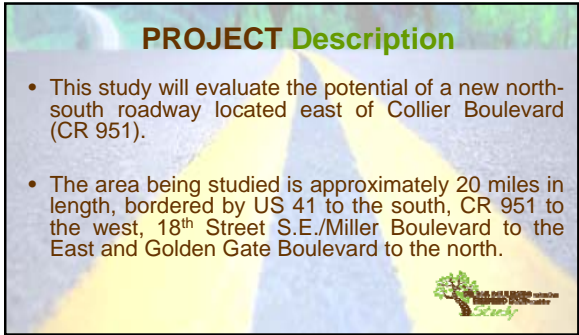 PROJECT Description
• This study will evaluate the potential of a new north-
south roadway located east of Collier Boulevard
(CR 951).
• The area being studied is approximately 20 miles in
length, bordered by US 41 to the south, CR 951 to
the west, 18th Street S.E./Miller Boulevard to the
East and Golden Gate Boulevard to the north.
Study